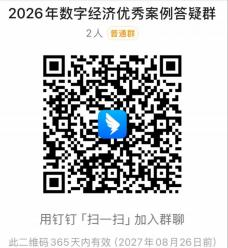 2026年数字经济优秀案例答疑群
2人 普通群
用钉钉「扫一扫」加入群聊
此二维码365天内有效 (2027年08月26日前)